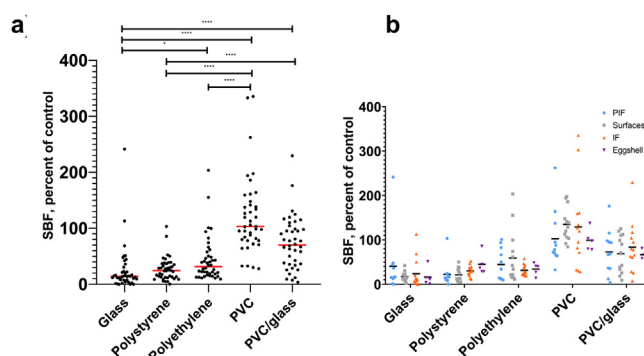 a)
****
****
*
****
****
****
SBF, percent of control
400
300
200
100
0
Glass
Polystyrene
Polyethylene
PVC
PVC/glass
b
SBF, percent of control
400
300
200
100
0
PIF
Surfaces
IF
Eggshell
Glass
Polystyrene
Polyethylene
PVC
PVC/glass